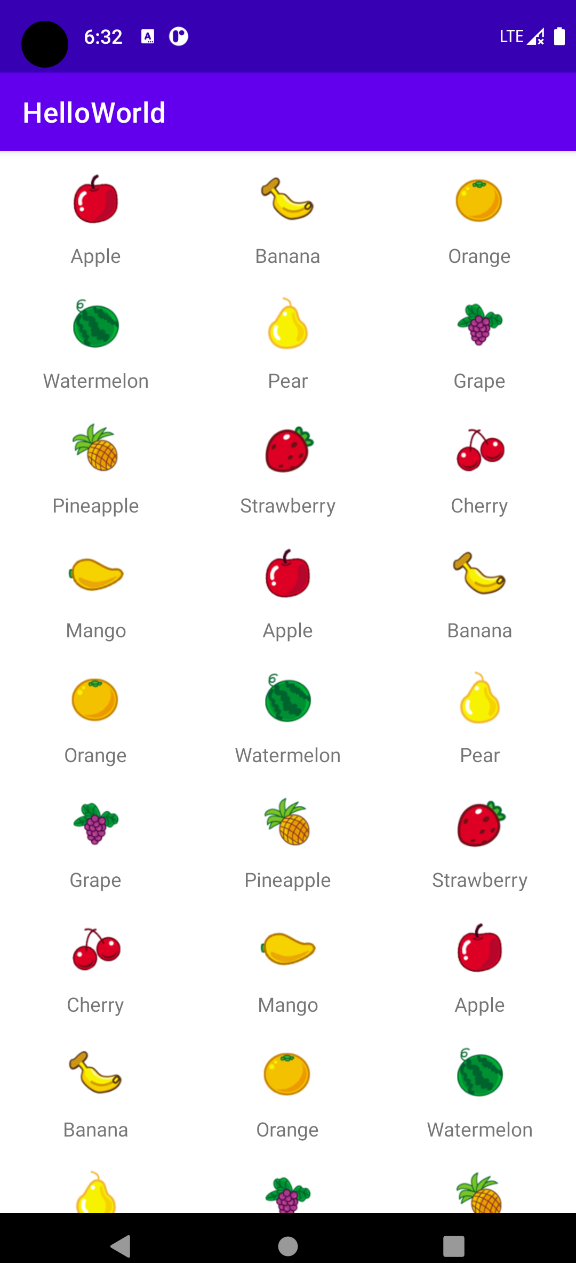 6:32 LTE
HelloWorld
Apple Banana Orange
Watermelon Pear Grape
Pineapple Strawberry Cherry
Mango Apple Banana
Orange Watermelon Pear
Grape Pineapple Strawberry
Cherry Mango Apple
Banana Orange Watermelon